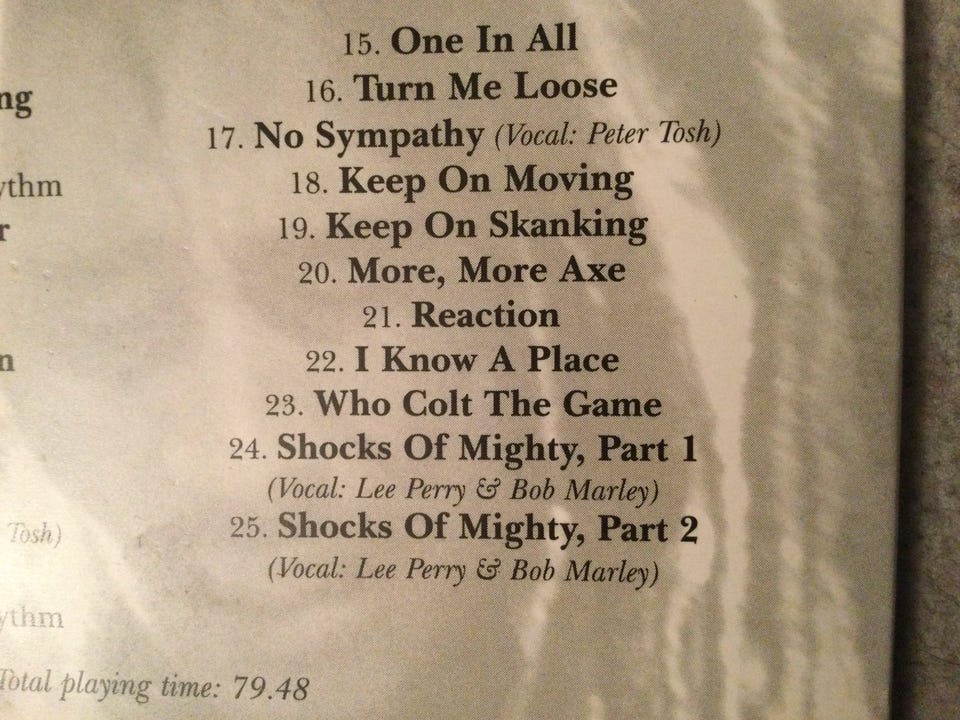 15. One In All
16. Turn Me Loose
17. No Sympathy (Vocal: Peter Tosh)
18. Keep On Moving
19. Keep On Skanking
20. More, More Axe
21. Reaction
22. I Know A Place
23. Who Colt The Game
24. Shocks Of Mighty, Part 1
(Vocal: Lee Perry & Bob Marley)
25. Shocks Of Mighty, Part 2
(Vocal: Lee Perry & Bob Marley)
ng
ythm
r
n
Tosh)
ythm
Total playing time: 79.48